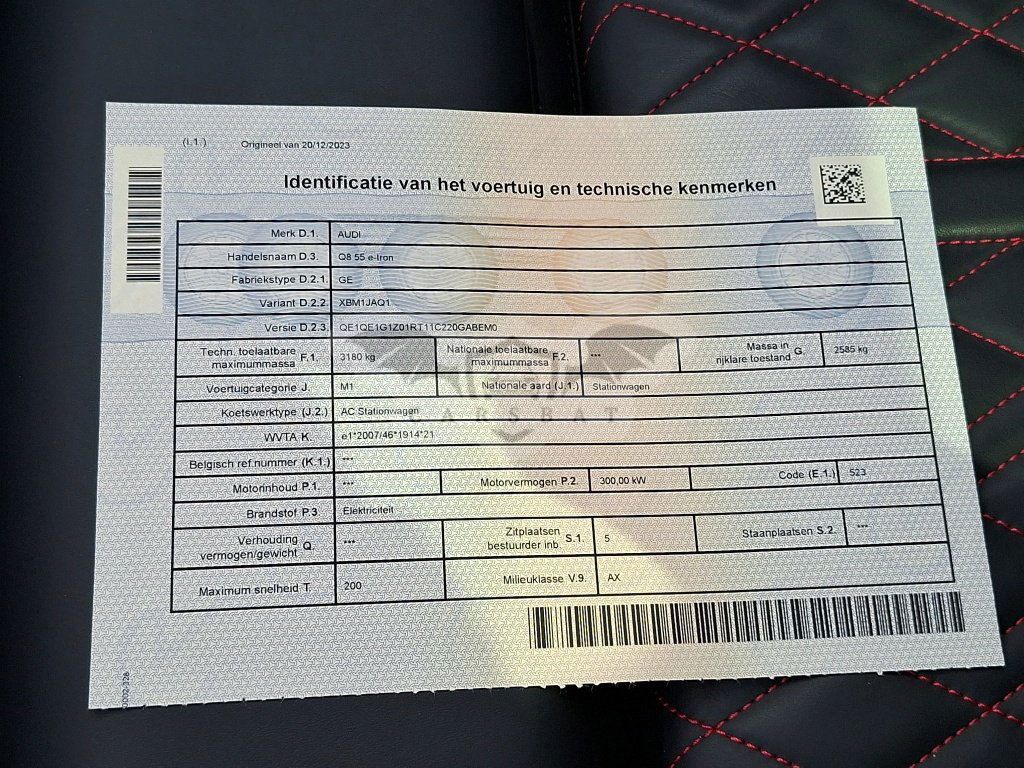 (I.1.) Origineel van 20/12/2023
Identificatie van het voertuig en technische kenmerken
Merk D.1. AUDI
Handelsnaam D.3. Q8 55 e-tron
Fabriekstype D.2.1. GE
Variant D.2.2. XBM1JAQ1
Versie D.2.3. QE1QE1G1Z01RT11C220GABEM0
Techn. toelaatbare maximummassa F.1. 3180 kg Nationale toelaatbare maximummassa F.2. *** Massa in rijklare toestand G 2585 kg
Voertuigcategorie J. M1 Nationale aard (J.1.) Stationwagen
Koetswerktype (J.2.) AC Stationwagen
CARSBAT
WVTA K. e1*2007/46*1914*21
Belgisch ref.nummer (K.1.) ***
Motorinhoud P.1. *** Motorvermogen P.2. 300,00 kW Code (E.1.) 523
Brandstof P.3. Elektriciteit
Verhouding vermogen/gewicht Q. *** Zitplaatsen bestuurder inb. S.1. 5 Staanplaatsen S.2. ***
Maximum snelheid T. 200 Milieuklasse V.9. AX